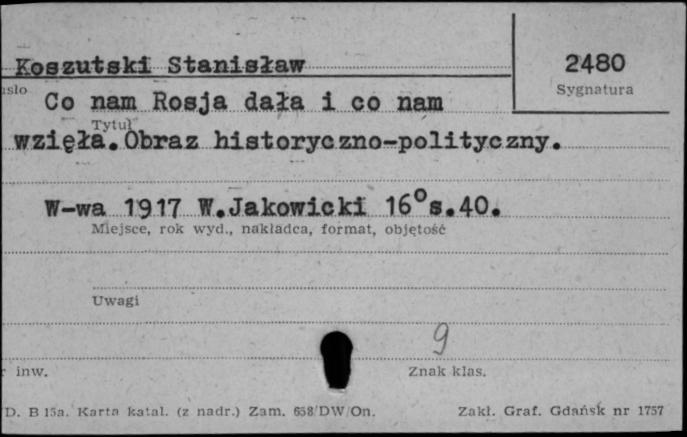 Koszutski Stanisław
2480
Sygnatura
Co nam Rosja dała i co nam
Tytuł
wzięła. Obraz historyczno-polityczny.
W-wa 1917 W.Jakowicki 16°s.40.
Miejsce, rok wyd., nakładca, format, objętość
Uwagi
9
inw.
Znak klas.
D. B 15a. Karta katal. (z nadr.) Zam. 658/DW/On.
Zakł. Graf. Gdańsk nr 1757